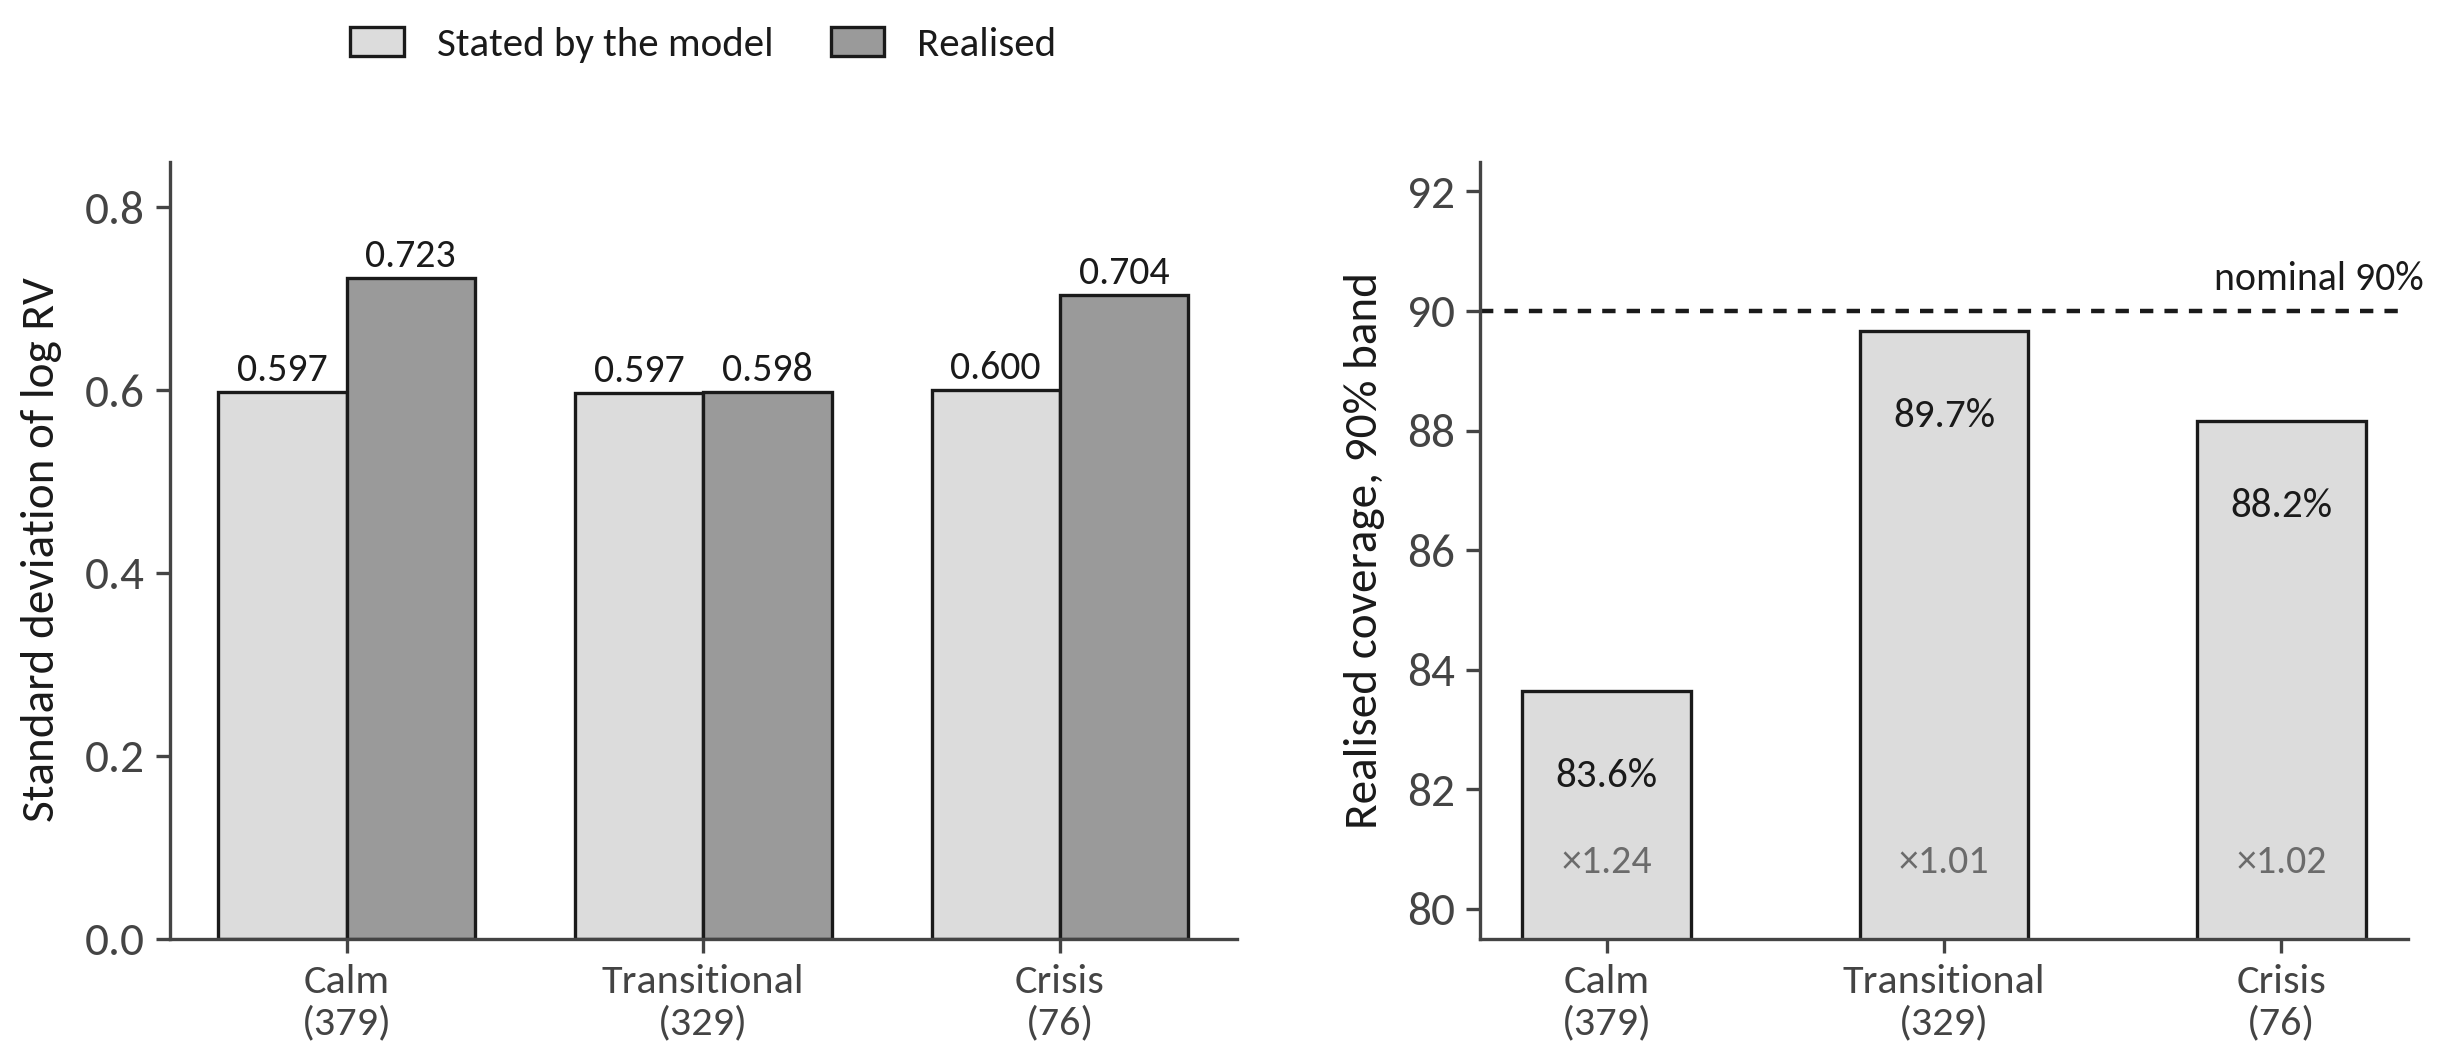 Stated by the model
Realised
Standard deviation of log RV
0.8
0.6
0.4
0.2
0.0
0.597
0.723
0.597
0.598
0.600
0.704
Calm
(379)
Transitional
(329)
Crisis
(76)
Realised coverage, 90% band
92
90
88
86
84
82
80
nominal 90%
83.6%
×1.24
89.7%
×1.01
88.2%
×1.02
Calm
(379)
Transitional
(329)
Crisis
(76)